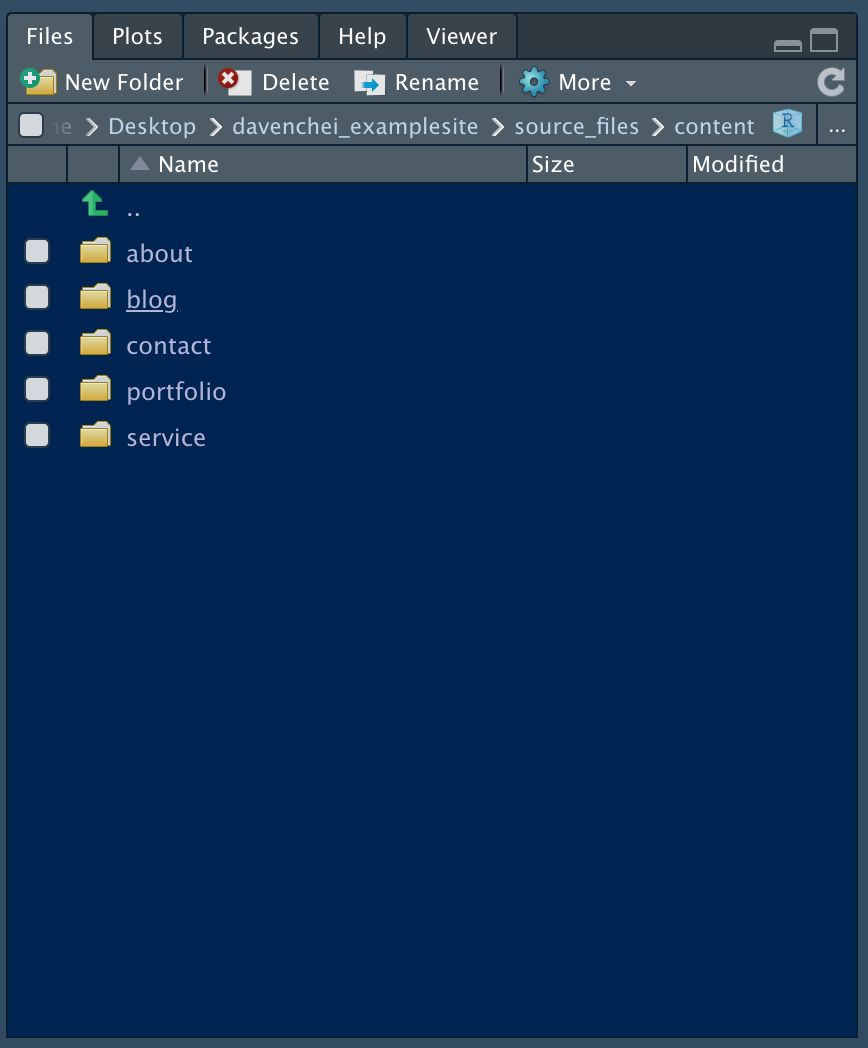 Files Plots Packages Help Viewer
New Folder Delete Rename More
Desktop davenchei_examplesite source_files content R ...
Name Size Modified
..
about
blog
contact
portfolio
service